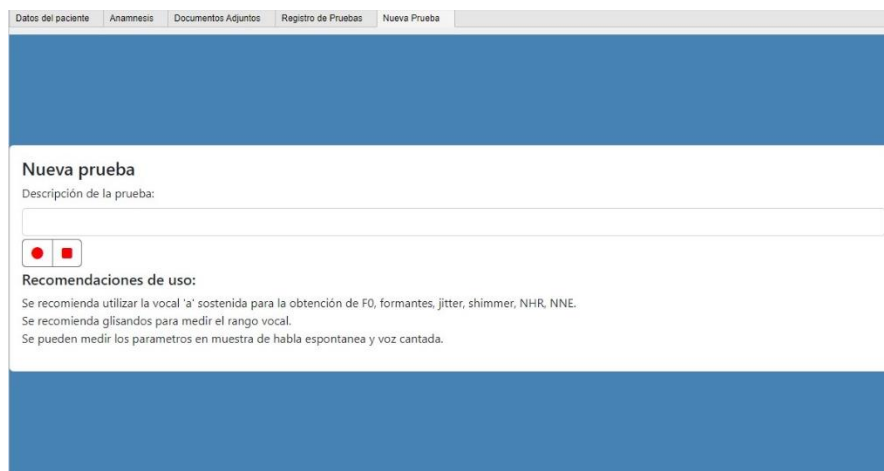 Datos del paciente Anamnesis Documentos Adjuntos Registro de Pruebas Nueva Prueba
Nueva prueba
Descripción de la prueba:
Recomendaciones de uso:
Se recomienda utilizar la vocal 'a' sostenida para la obtención de F0, formantes, jitter, shimmer, NHR, NNE.
Se recomienda glisandos para medir el rango vocal.
Se pueden medir los parametros en muestra de habla espontanea y voz cantada.